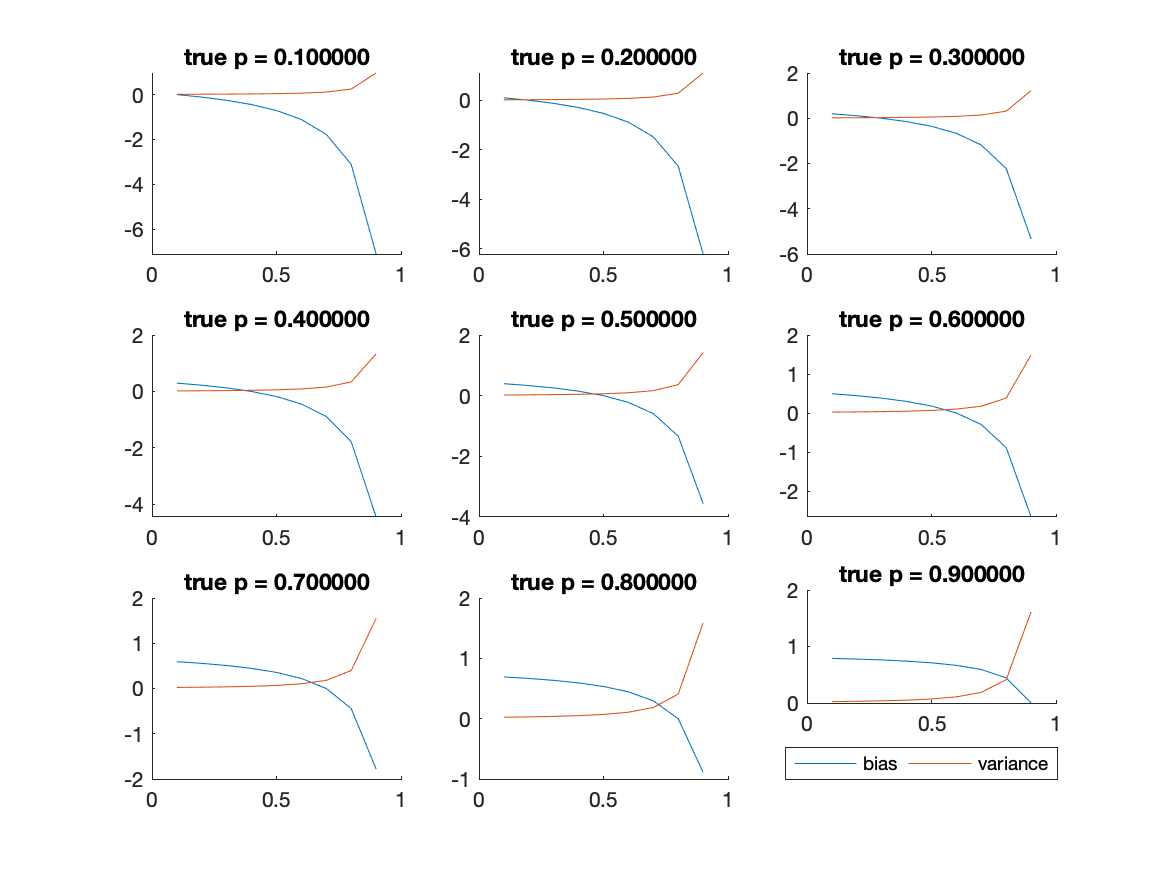 true p = 0.100000
0
-2
-4
-6
0 0.5 1
true p = 0.200000
0
-2
-4
-6
0 0.5 1
true p = 0.300000
2
0
-2
-4
-6
0 0.5 1
true p = 0.400000
2
0
-2
-4
0 0.5 1
true p = 0.500000
2
0
-2
-4
0 0.5 1
true p = 0.600000
2
1
0
-1
-2
0 0.5 1
true p = 0.700000
2
1
0
-1
-2
0 0.5 1
true p = 0.800000
2
1
0
-1
0 0.5 1
true p = 0.900000
2
1
0
0 0.5 1
bias variance